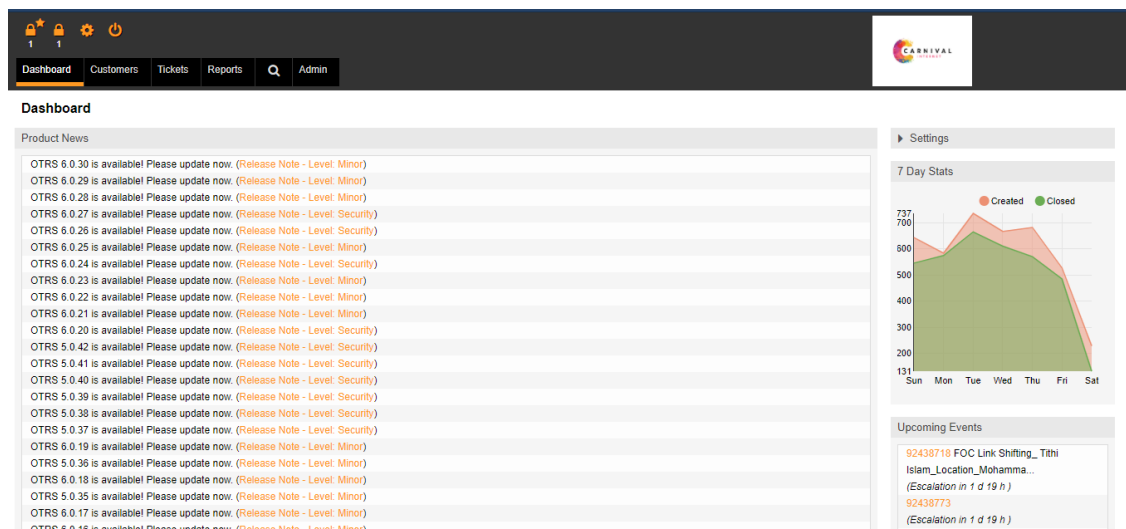 1 1
Dashboard Customers Tickets Reports Admin
CARNIVAL
INTERNET
Dashboard
Product News
OTRS 6.0.30 is available! Please update now. (Release Note - Level: Minor)
OTRS 6.0.29 is available! Please update now. (Release Note - Level: Minor)
OTRS 6.0.28 is available! Please update now. (Release Note - Level: Minor)
OTRS 6.0.27 is available! Please update now. (Release Note - Level: Security)
OTRS 6.0.26 is available! Please update now. (Release Note - Level: Security)
OTRS 6.0.25 is available! Please update now. (Release Note - Level: Minor)
OTRS 6.0.24 is available! Please update now. (Release Note - Level: Security)
OTRS 6.0.23 is available! Please update now. (Release Note - Level: Minor)
OTRS 6.0.22 is available! Please update now. (Release Note - Level: Minor)
OTRS 6.0.21 is available! Please update now. (Release Note - Level: Minor)
OTRS 6.0.20 is available! Please update now. (Release Note - Level: Security)
OTRS 5.0.42 is available! Please update now. (Release Note - Level: Security)
OTRS 5.0.41 is available! Please update now. (Release Note - Level: Security)
OTRS 5.0.40 is available! Please update now. (Release Note - Level: Security)
OTRS 5.0.39 is available! Please update now. (Release Note - Level: Security)
OTRS 5.0.38 is available! Please update now. (Release Note - Level: Security)
OTRS 5.0.37 is available! Please update now. (Release Note - Level: Security)
OTRS 6.0.19 is available! Please update now. (Release Note - Level: Minor)
OTRS 5.0.36 is available! Please update now. (Release Note - Level: Minor)
OTRS 6.0.18 is available! Please update now. (Release Note - Level: Minor)
OTRS 5.0.35 is available! Please update now. (Release Note - Level: Minor)
OTRS 6.0.17 is available! Please update now. (Release Note - Level: Minor)
OTRS 6.0.16 is available! Please update now. (Release Note - Level: Minor)
Settings
7 Day Stats
Created Closed
737
700
600
500
400
300
200
131
Sun Mon Tue Wed Thu Fri Sat
Upcoming Events
92438718 FOC Link Shifting_ Tithi
Islam_Location_Mohamma...
(Escalation in 1 d 19 h )
92438773
(Escalation in 1 d 19 h )